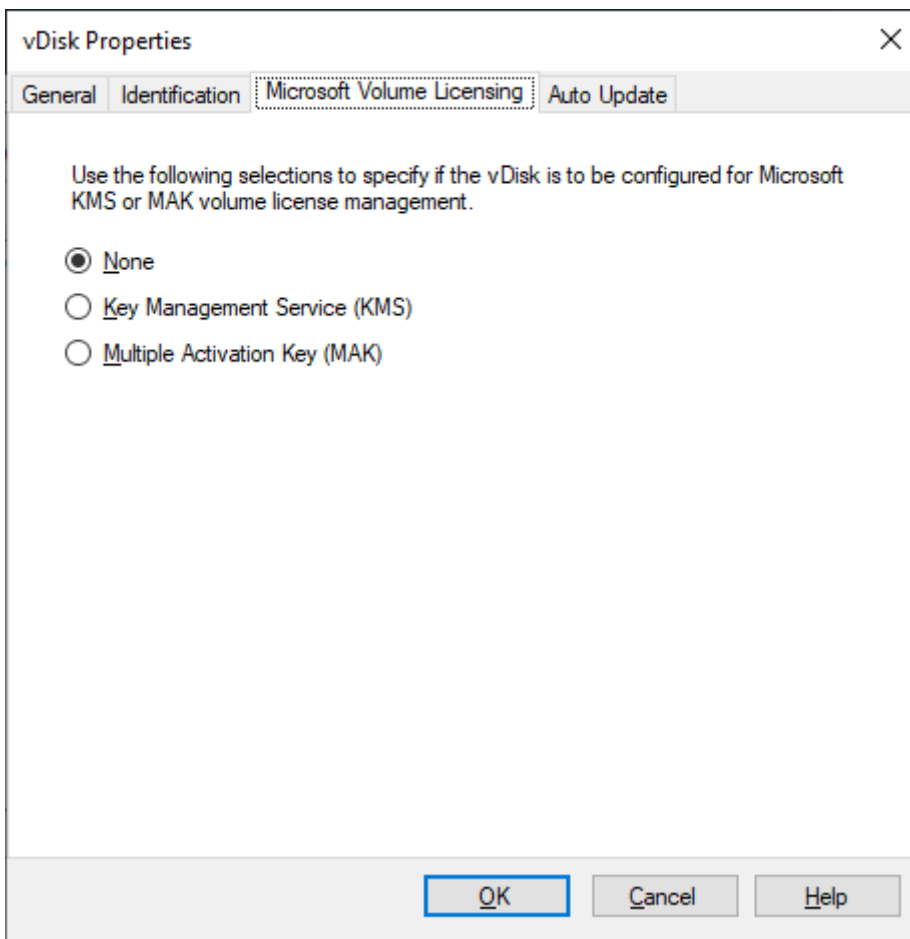 vDisk Properties
General Identification Microsoft Volume Licensing Auto Update
Use the following selections to specify if the vDisk is to be configured for Microsoft
KMS or MAK volume license management.
None
Key Management Service (KMS)
Multiple Activation Key (MAK)
OK Cancel Help